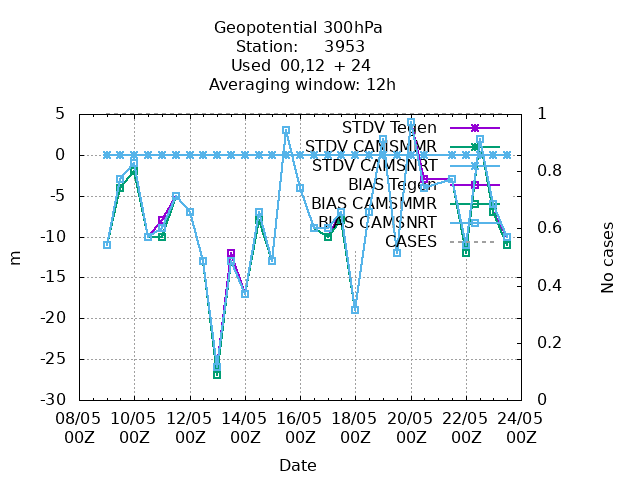 Geopotential 300hPa
Station: 3953
Used 00,12 + 24
Averaging window: 12h
5
0
-5
-10
-15
-20
-25
-30
m
1
0.8
0.6
0.4
0.2
0
No cases
STDV Tegen
STDV CAMSMMR
STDV CAMSNRT
BIAS Tegen
BIAS CAMSMMR
BIAS CAMSNRT
CASES
08/05 10/05 12/05 14/05 16/05 18/05 20/05 22/05 24/05
00Z 00Z 00Z 00Z 00Z 00Z 00Z 00Z 00Z
Date